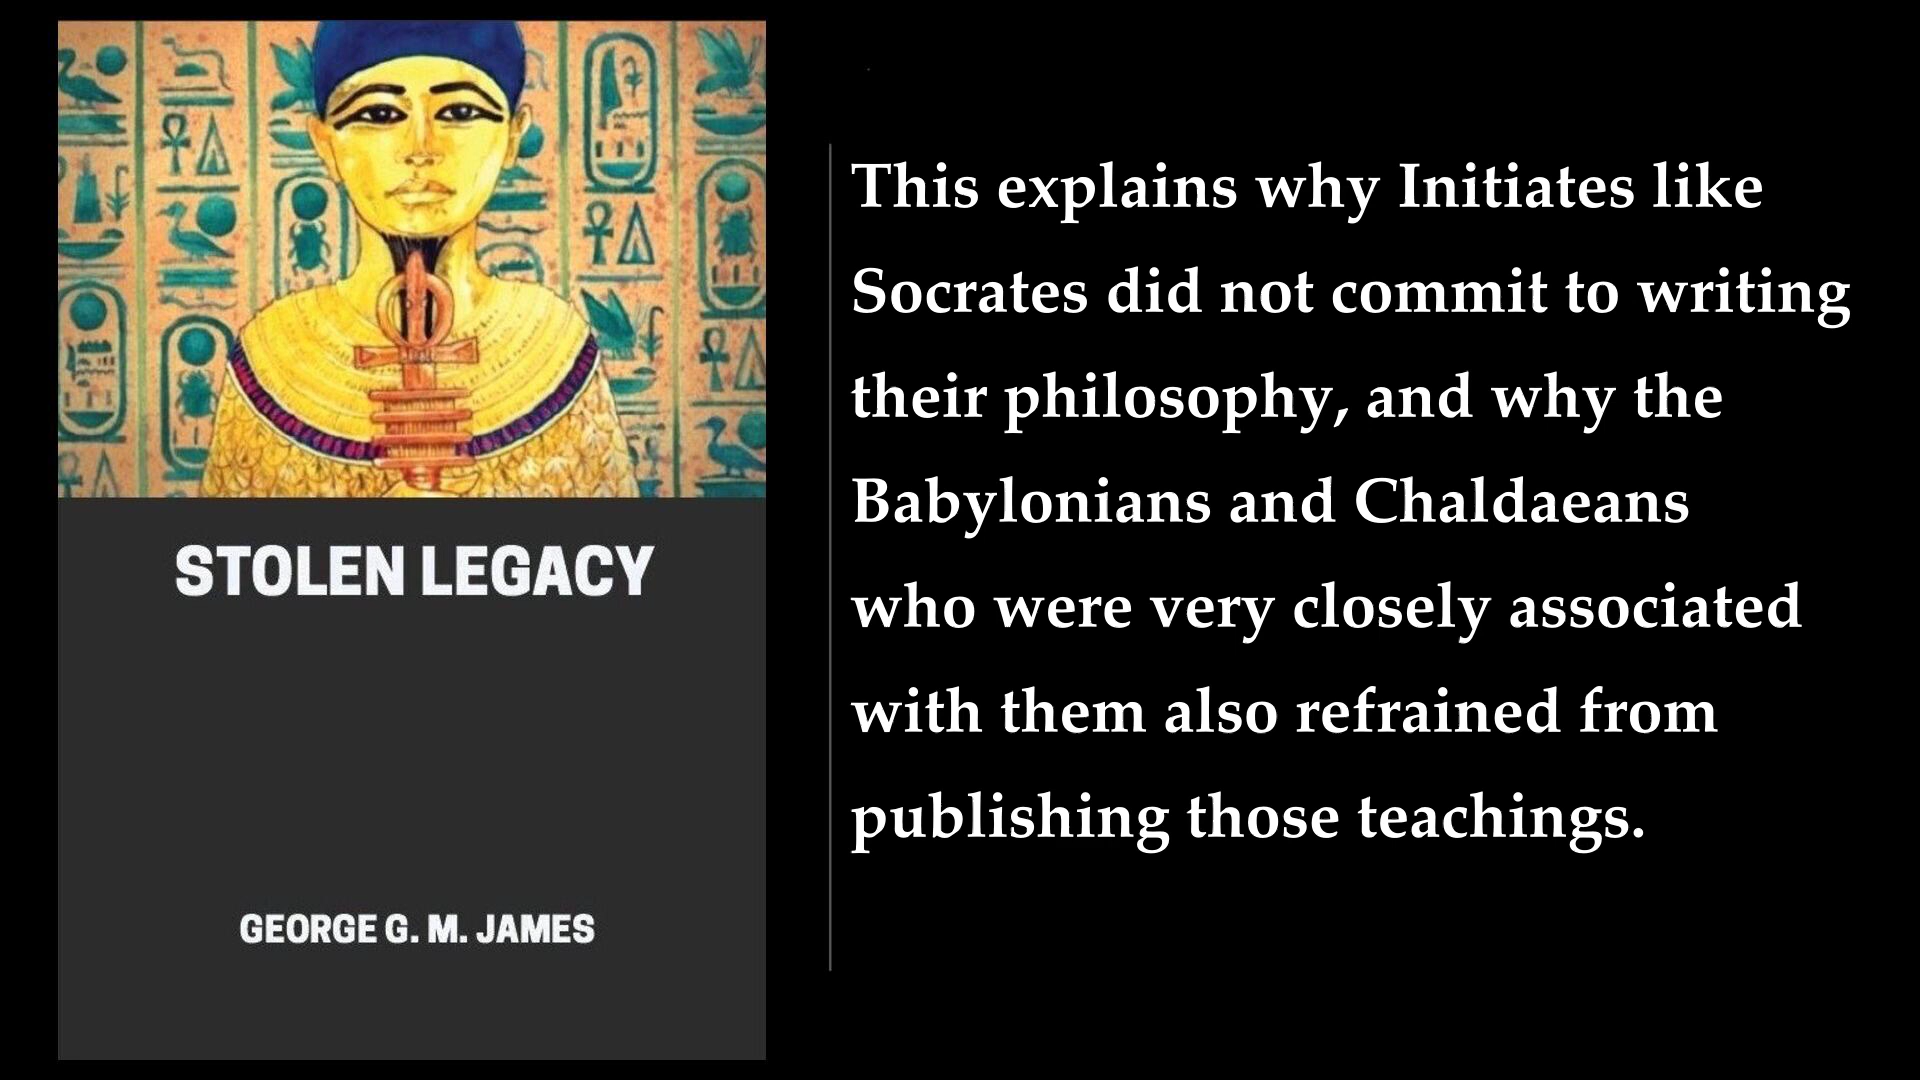 STOLEN LEGACY
GEORGE G. M. JAMES
This explains why Initiates like
Socrates did not commit to writing
their philosophy, and why the
Babylonians and Chaldaeans
who were very closely associated
with them also refrained from
publishing those teachings.